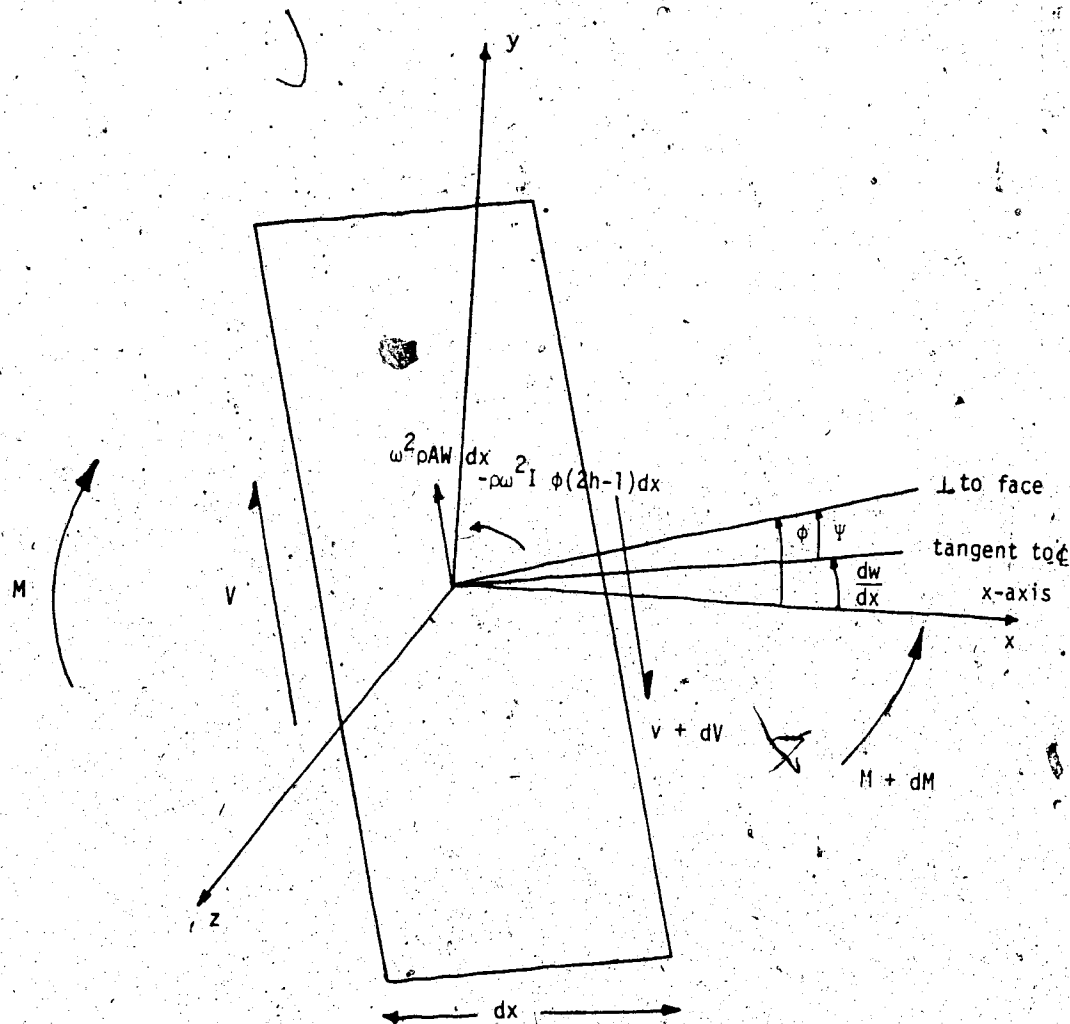 y
ω²ρAW dx
-ρω²I φ(2h-1)dx
⊥ to face
φ
ψ
tangent to ℄
M
V
dw
dx
x-axis
x
v + dV
M + dM
z
dx